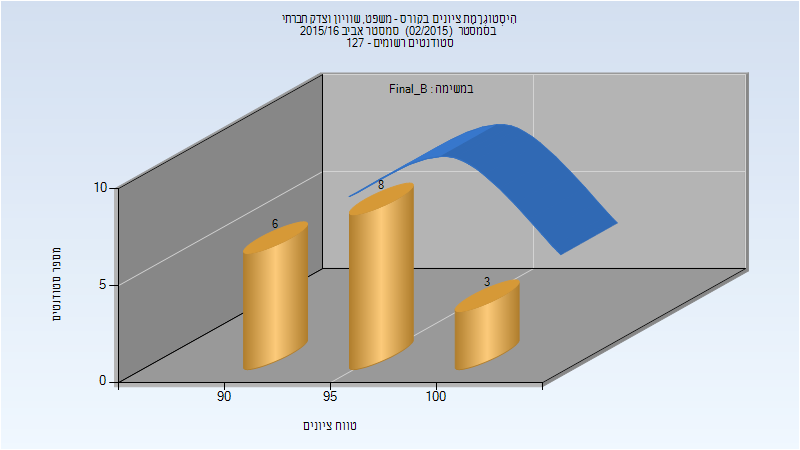 היסטוגרמת ציונים בקורס - משפט, שוויון וצדק חברתי
בסמסטר (02/2015) סמסטר אביב 2015/16
סטודנטים רשומים - 127
במשימה : Final_B
8
6
3
10
5
0
90
95
100
מספר סטודנטים
טווח ציונים